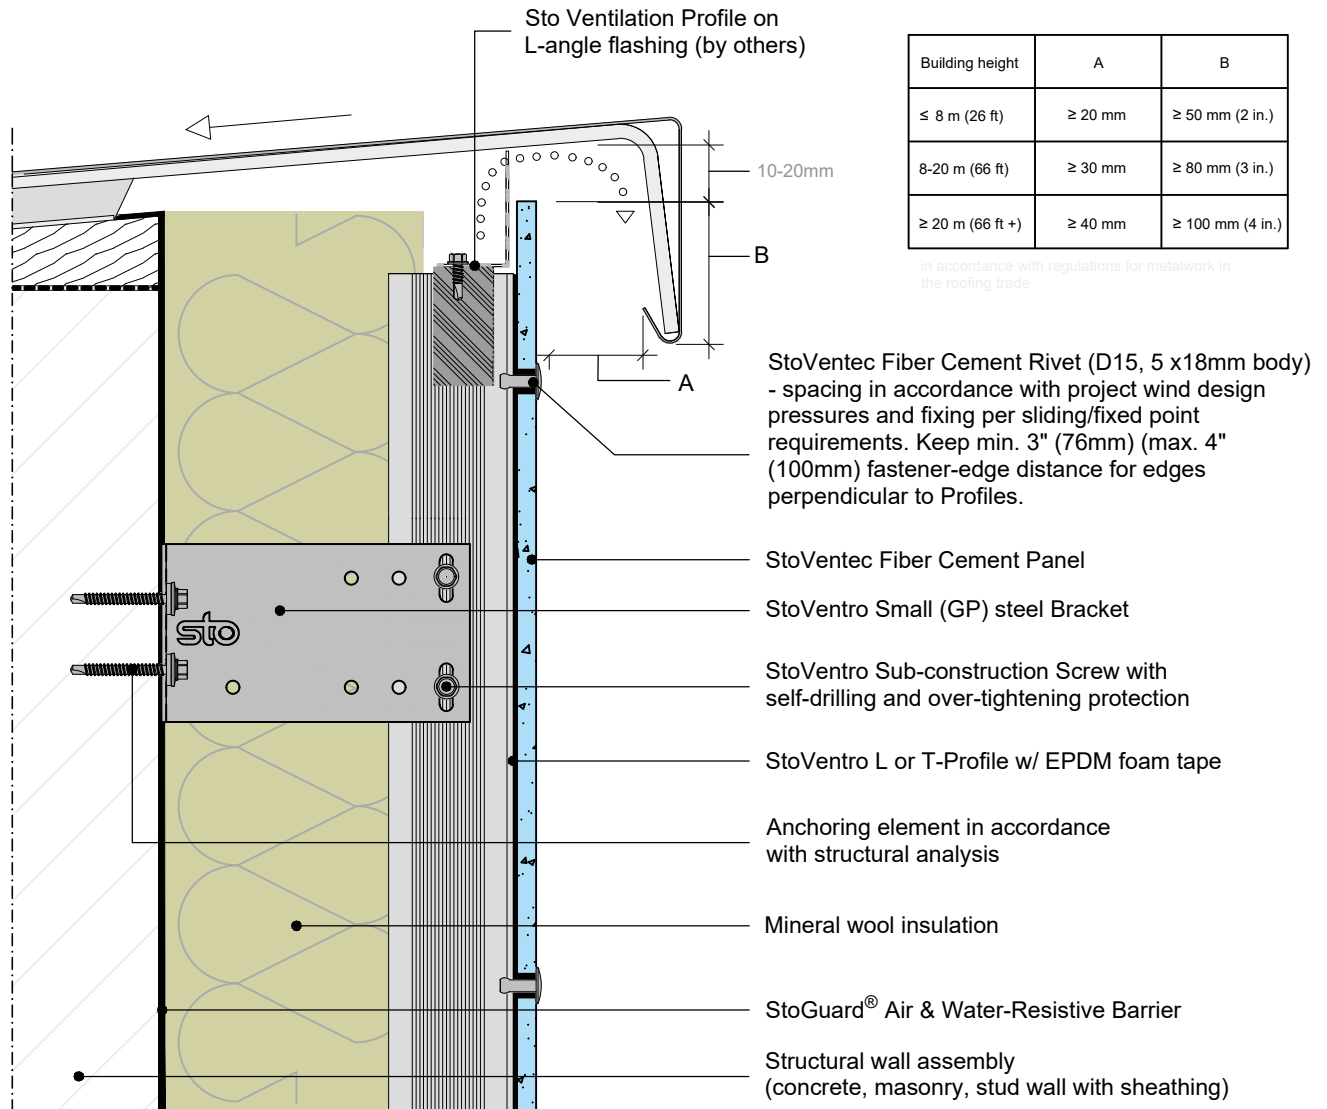 Sto Ventilation Profile on
L-angle flashing (by others)
Building height A B
≤ 8 m (26 ft) ≥ 20 mm ≥ 50 mm (2 in.)
8-20 m (66 ft) ≥ 30 mm ≥ 80 mm (3 in.)
≥ 20 m (66 ft +) ≥ 40 mm ≥ 100 mm (4 in.)
in accordance with regulations for metalwork in
the roofing trade
10-20mm
B
A
StoVentec Fiber Cement Rivet (D15, 5 x18mm body)
- spacing in accordance with project wind design
pressures and fixing per sliding/fixed point
requirements. Keep min. 3" (76mm) (max. 4"
(100mm) fastener-edge distance for edges
perpendicular to Profiles.
StoVentec Fiber Cement Panel
StoVentro Small (GP) steel Bracket
sto
StoVentro Sub-construction Screw with
self-drilling and over-tightening protection
StoVentro L or T-Profile w/ EPDM foam tape
Anchoring element in accordance
with structural analysis
Mineral wool insulation
StoGuard® Air & Water-Resistive Barrier
Structural wall assembly
(concrete, masonry, stud wall with sheathing)